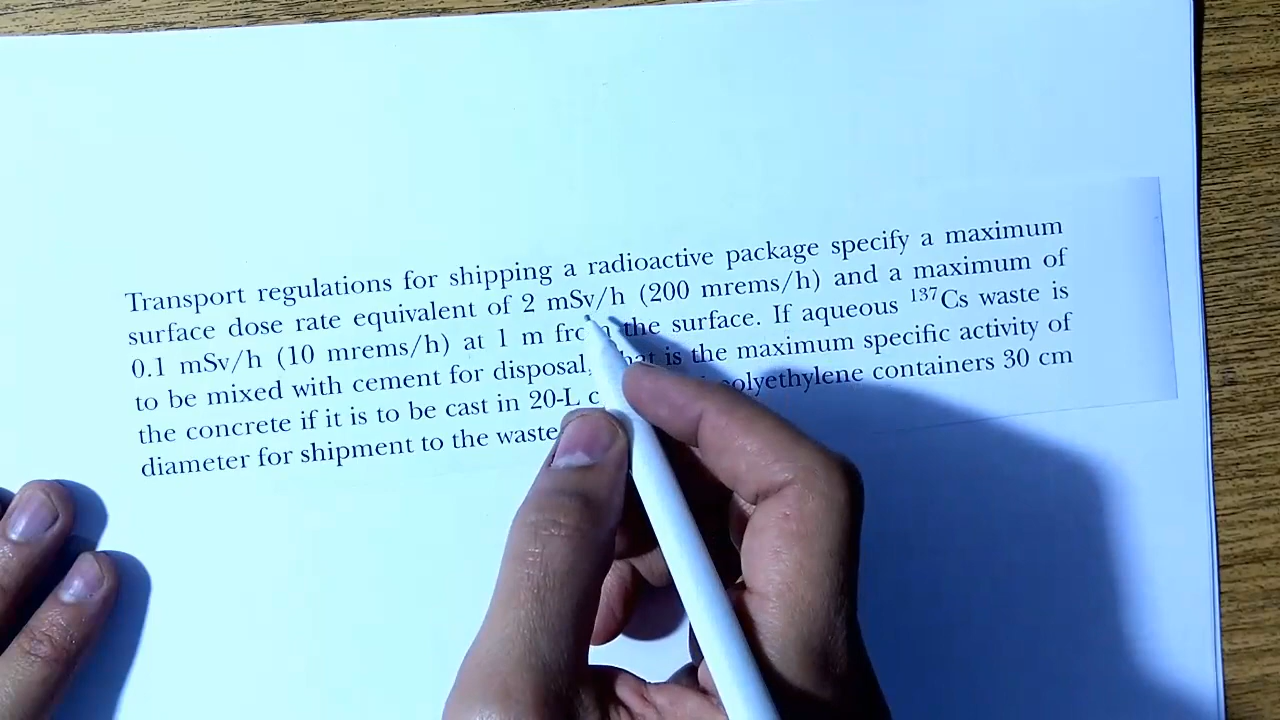 Transport regulations for shipping a radioactive package specify a maximum
surface dose rate equivalent of 2 mSv/h (200 mrems/h) and a maximum of
0.1 mSv/h (10 mrems/h) at 1 m from the surface. If aqueous ¹³⁷Cs waste is
to be mixed with cement for disposal, what is the maximum specific activity of
the concrete if it is to be cast in 20-L polyethylene containers 30 cm
diameter for shipment to the waste